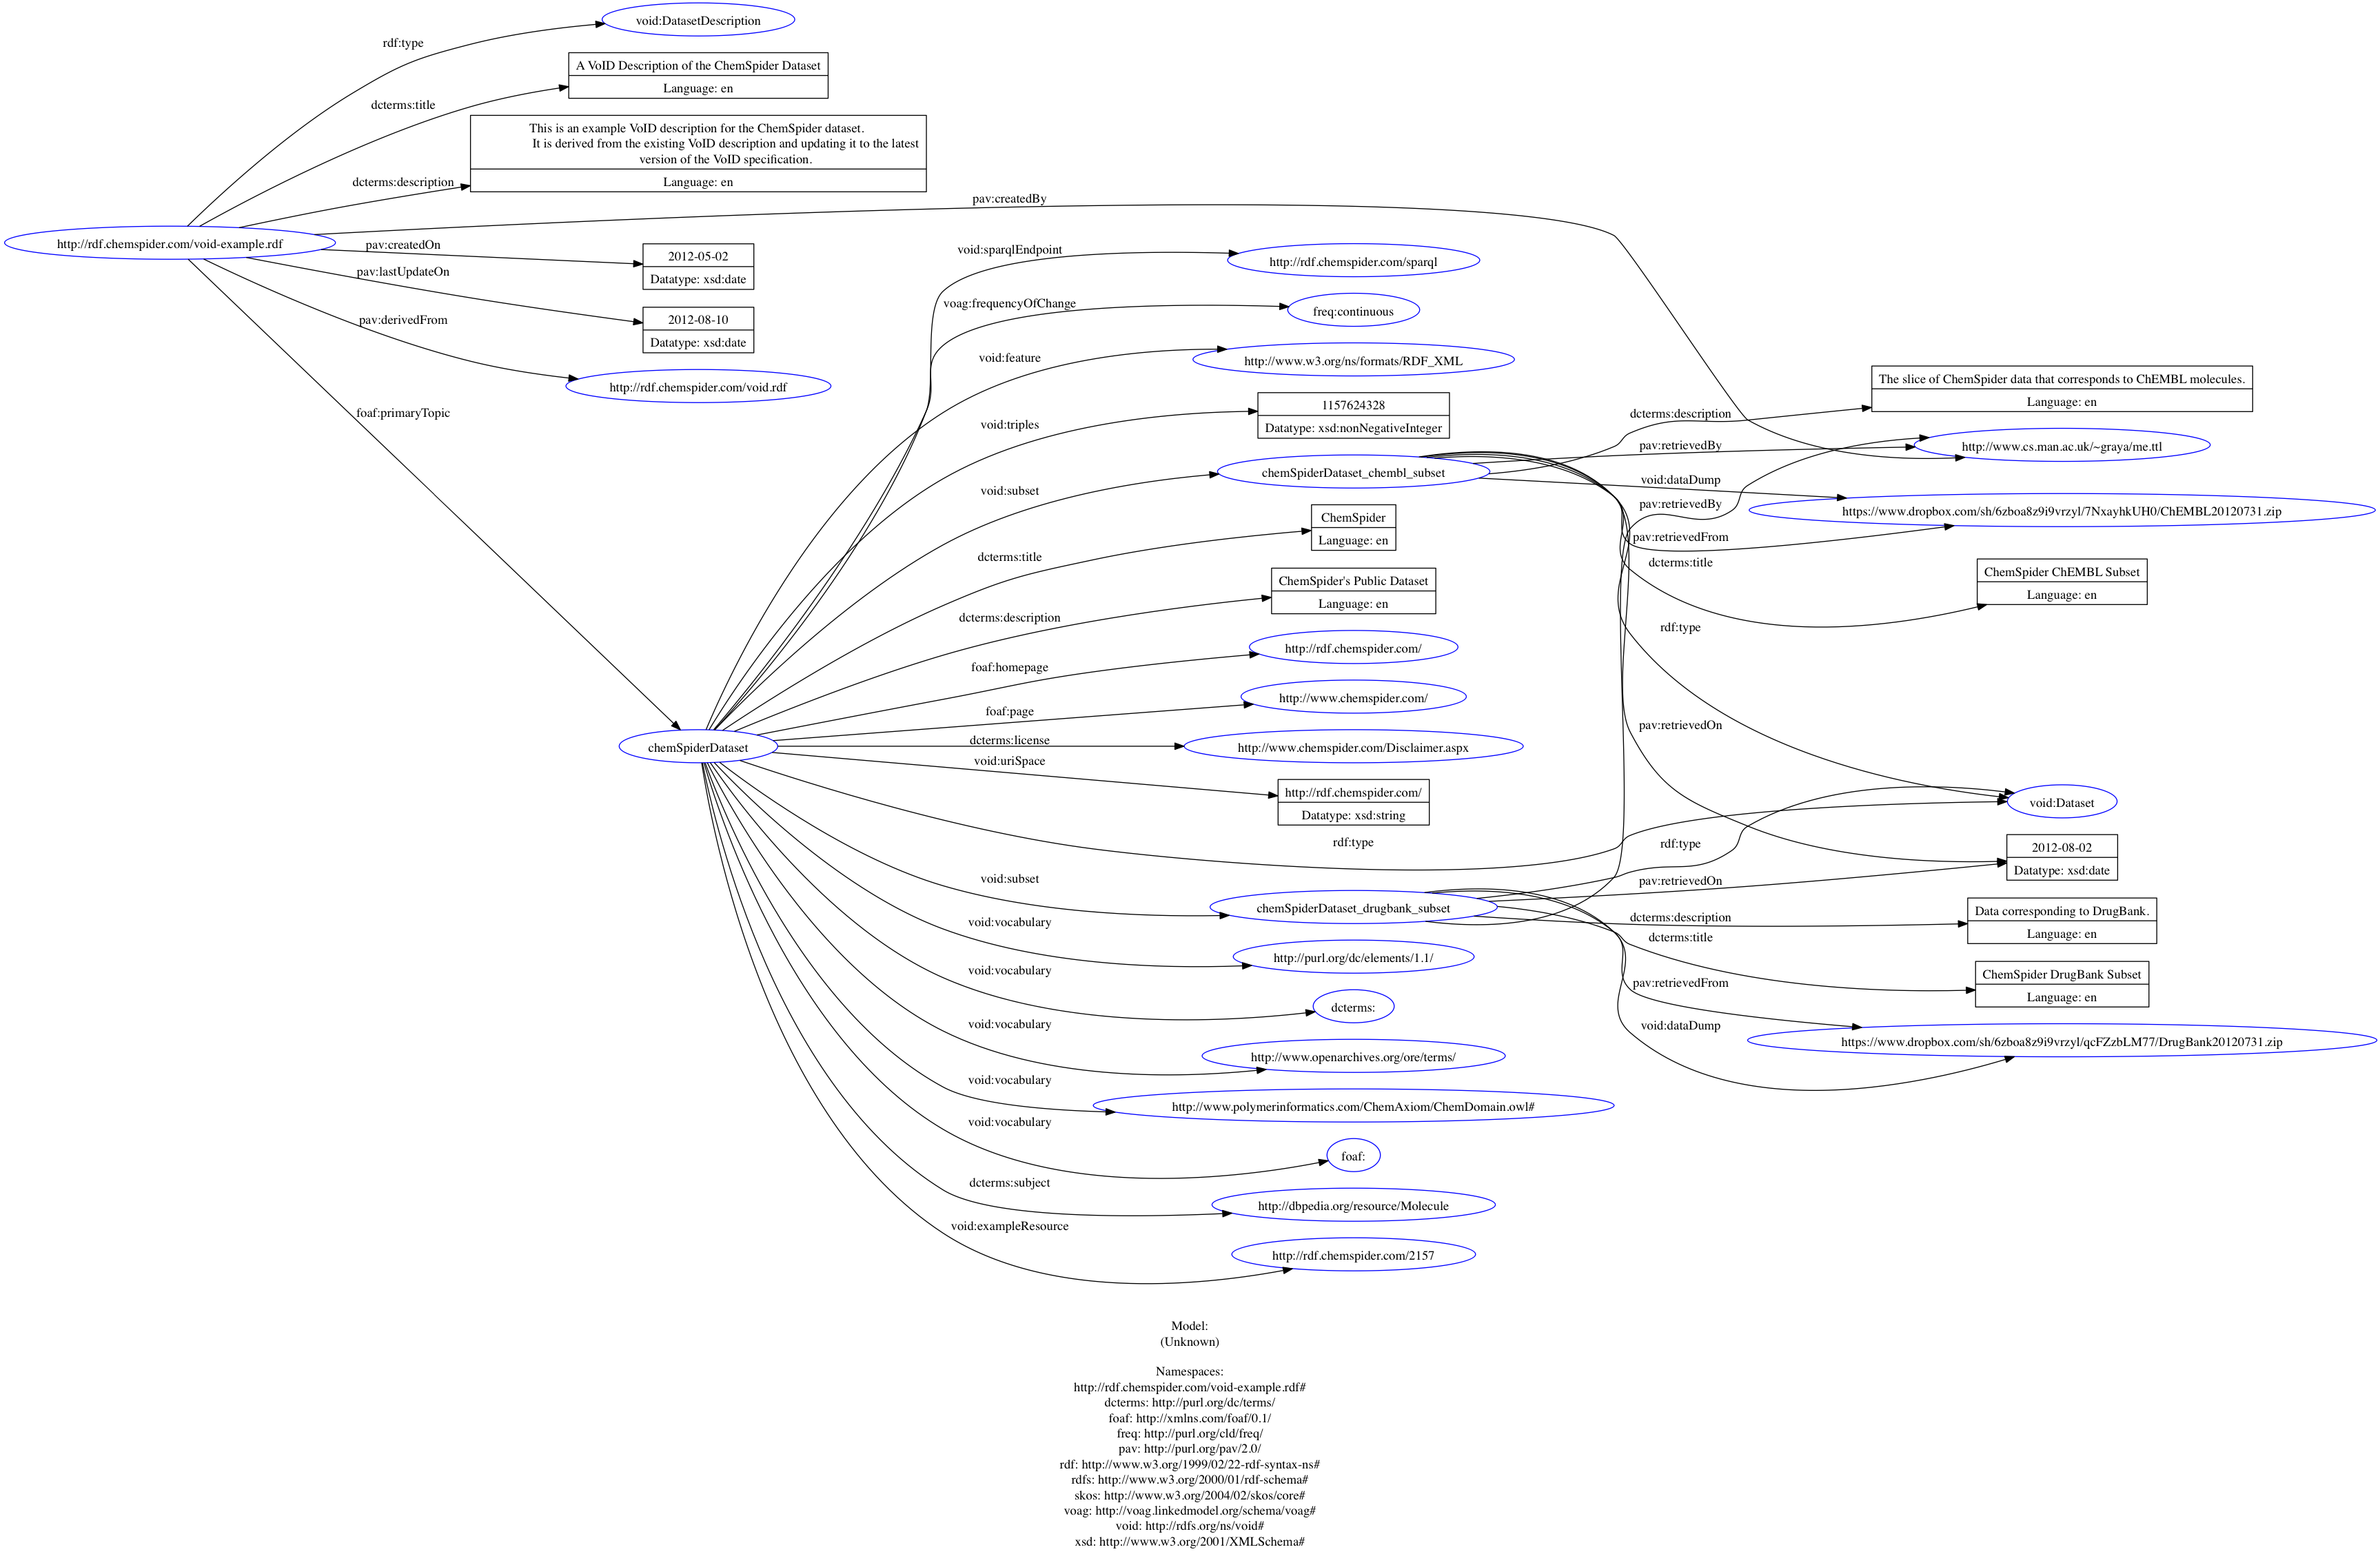 void:DatasetDescription
rdf:type
A VoID Description of the ChemSpider Dataset
Language: en
dcterms:title
This is an example VoID description for the ChemSpider dataset.
It is derived from the existing VoID description and updating it to the latest
version of the VoID specification.
Language: en
dcterms:description
pav:createdBy
http://rdf.chemspider.com/void-example.rdf
pav:createdOn
2012-05-02
Datatype: xsd:date
pav:lastUpdateOn
2012-08-10
Datatype: xsd:date
pav:derivedFrom
http://rdf.chemspider.com/void.rdf
foaf:primaryTopic
chemSpiderDataset
void:sparqlEndpoint
http://rdf.chemspider.com/sparql
voag:frequencyOfChange
freq:continuous
void:feature
http://www.w3.org/ns/formats/RDF_XML
void:triples
1157624328
Datatype: xsd:nonNegativeInteger
void:subset
chemSpiderDataset_chembl_subset
dcterms:title
ChemSpider
Language: en
dcterms:description
ChemSpider's Public Dataset
Language: en
foaf:homepage
http://rdf.chemspider.com/
foaf:page
http://www.chemspider.com/
dcterms:license
http://www.chemspider.com/Disclaimer.aspx
void:uriSpace
http://rdf.chemspider.com/
Datatype: xsd:string
rdf:type
void:subset
chemSpiderDataset_drugbank_subset
void:vocabulary
http://purl.org/dc/elements/1.1/
void:vocabulary
dcterms:
void:vocabulary
http://www.openarchives.org/ore/terms/
void:vocabulary
http://www.polymerinformatics.com/ChemAxiom/ChemDomain.owl#
void:vocabulary
foaf:
dcterms:subject
http://dbpedia.org/resource/Molecule
void:exampleResource
http://rdf.chemspider.com/2157
dcterms:description
The slice of ChemSpider data that corresponds to ChEMBL molecules.
Language: en
pav:retrievedBy
http://www.cs.man.ac.uk/~graya/me.ttl
void:dataDump
pav:retrievedBy
https://www.dropbox.com/sh/6zboa8z9i9vrzyl/7NxayhkUH0/ChEMBL20120731.zip
pav:retrievedFrom
dcterms:title
ChemSpider ChEMBL Subset
Language: en
rdf:type
pav:retrievedOn
void:Dataset
rdf:type
2012-08-02
Datatype: xsd:date
pav:retrievedOn
dcterms:description
Data corresponding to DrugBank.
Language: en
dcterms:title
ChemSpider DrugBank Subset
Language: en
pav:retrievedFrom
void:dataDump
https://www.dropbox.com/sh/6zboa8z9i9vrzyl/qcFZzbLM77/DrugBank20120731.zip
Model:
(Unknown)
Namespaces:
http://rdf.chemspider.com/void-example.rdf#
dcterms: http://purl.org/dc/terms/
foaf: http://xmlns.com/foaf/0.1/
freq: http://purl.org/cld/freq/
pav: http://purl.org/pav/2.0/
rdf: http://www.w3.org/1999/02/22-rdf-syntax-ns#
rdfs: http://www.w3.org/2000/01/rdf-schema#
skos: http://www.w3.org/2004/02/skos/core#
voag: http://voag.linkedmodel.org/schema/voag#
void: http://rdfs.org/ns/void#
xsd: http://www.w3.org/2001/XMLSchema#